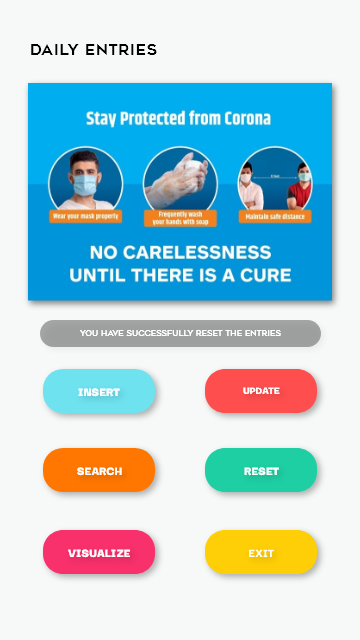 DAILY ENTRIES
Stay Protected from Corona
Wear your mask properly
Frequently wash
your hands with soap
Maintain safe distance
NO CARELESSNESS
UNTIL THERE IS A CURE
YOU HAVE SUCCESSFULLY RESET THE ENTRIES
INSERT
UPDATE
SEARCH
RESET
VISUALIZE
EXIT